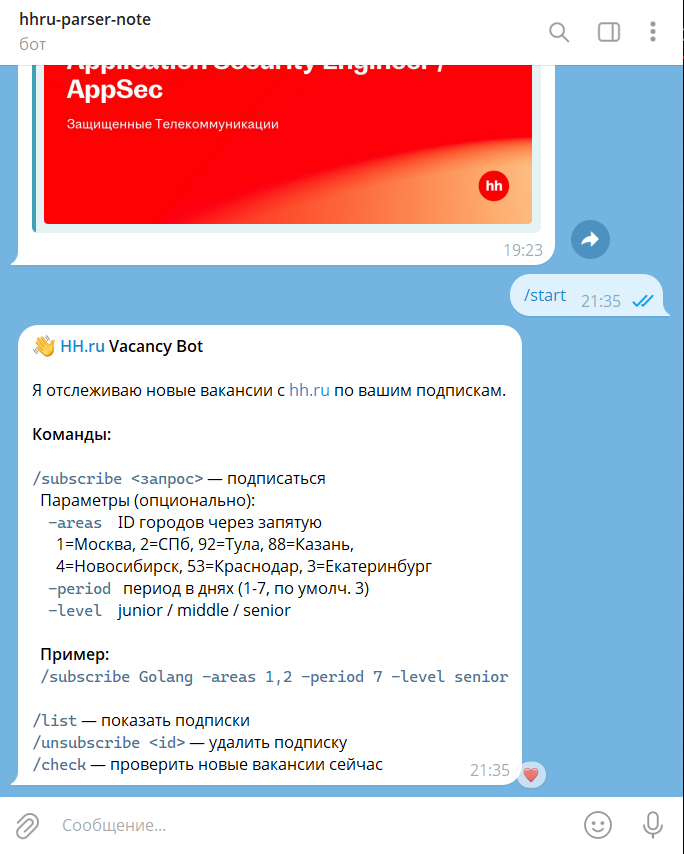 hhru-parser-note
бот
Application Security Engineer /
AppSec
Защищенные Телекоммуникации
hh
19:23
/start 21:35
👋 HH.ru Vacancy Bot
Я отслеживаю новые вакансии с hh.ru по вашим подпискам.
Команды:
/subscribe <запрос> — подписаться
Параметры (опционально):
−areas ID городов через запятую
1=Москва, 2=СПб, 92=Тула, 88=Казань,
4=Новосибирск, 53=Краснодар, 3=Екатеринбург
−period период в днях (1-7, по умолч. 3)
−level junior / middle / senior
Пример:
/subscribe Golang −areas 1,2 −period 7 −level senior
/list — показать подписки
/unsubscribe <id> — удалить подписку
/check — проверить новые вакансии сейчас
21:35
Сообщение...